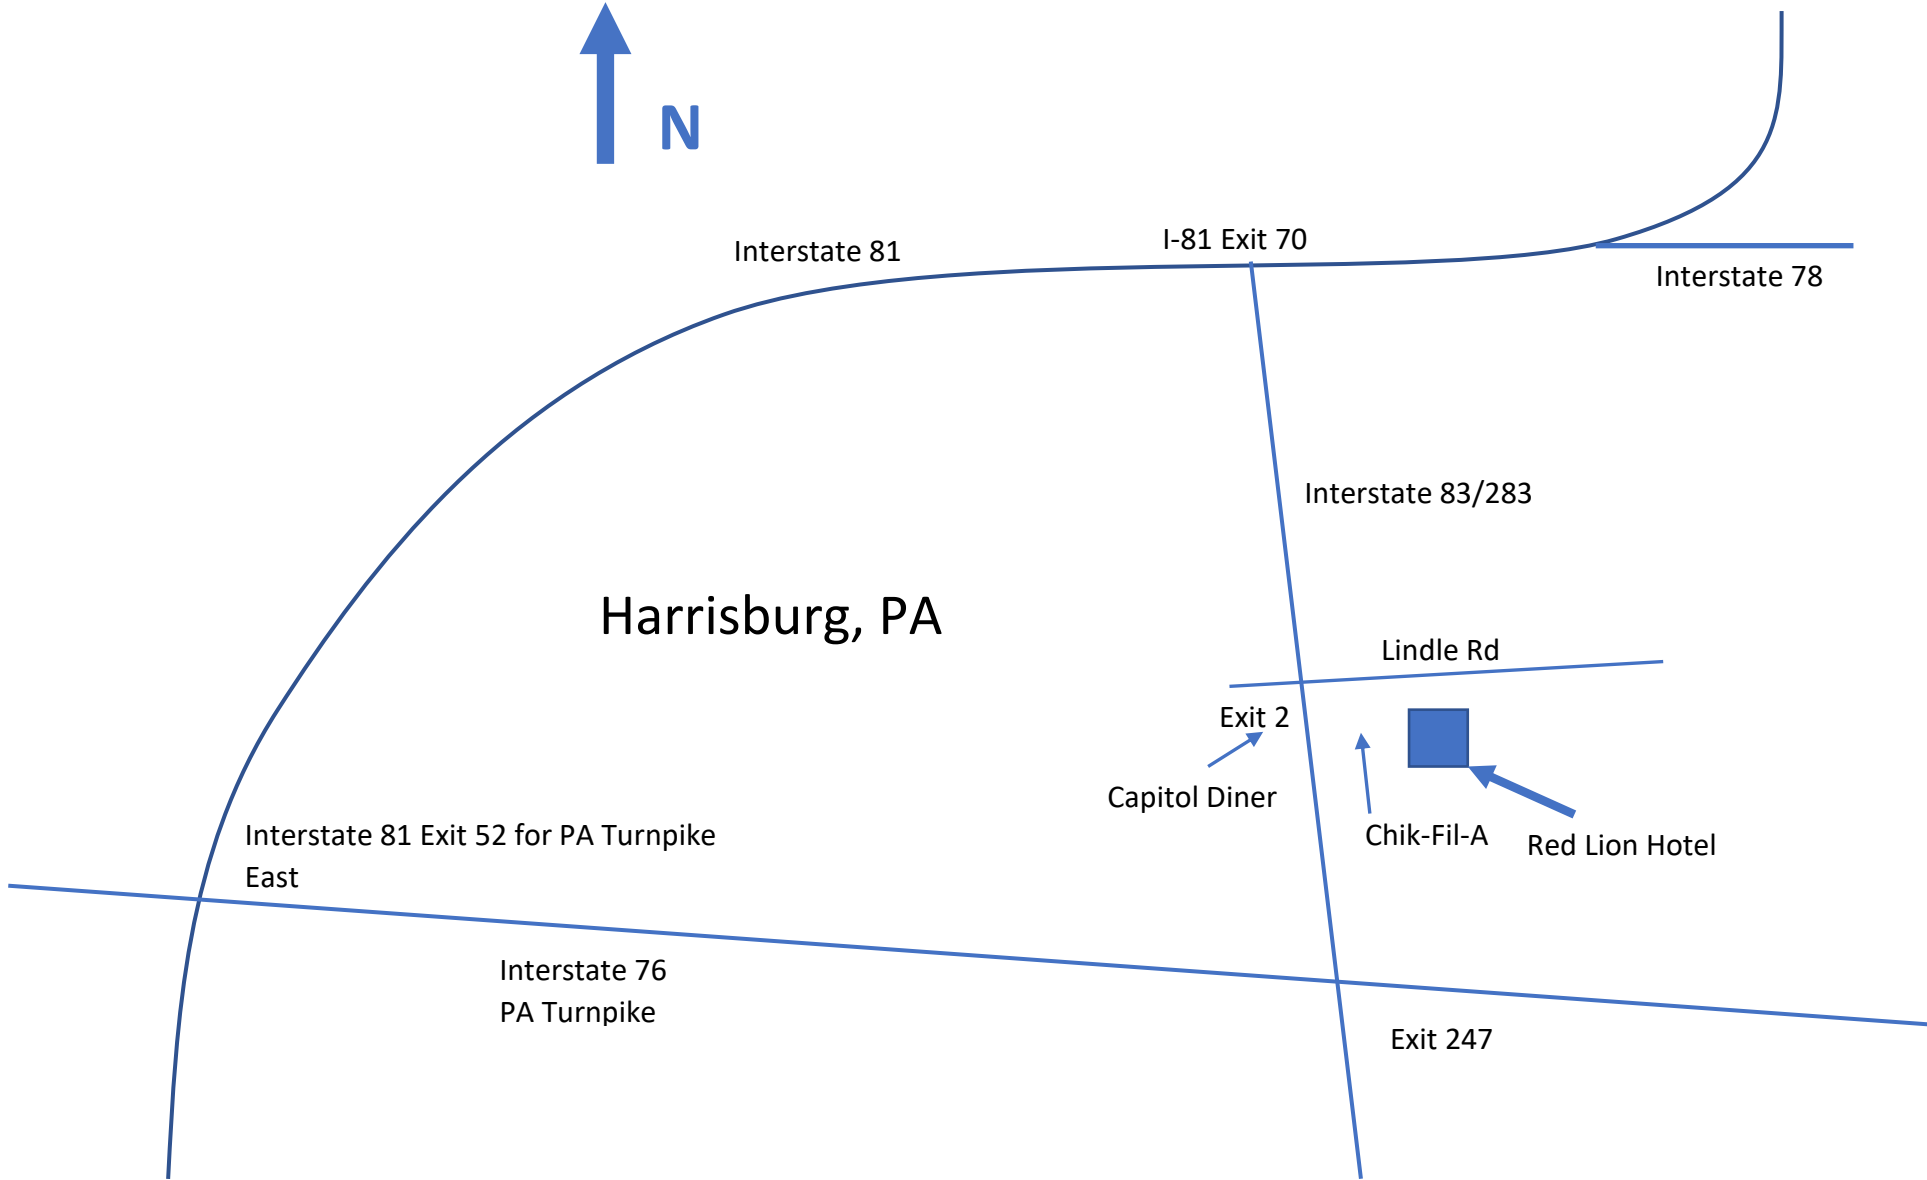 N
Interstate 81
I-81 Exit 70
Interstate 78
Interstate 83/283
Harrisburg, PA
Lindle Rd
Exit 2
Capitol Diner
Chik-Fil-A
Red Lion Hotel
Interstate 81 Exit 52 for PA Turnpike
East
Interstate 76
PA Turnpike
Exit 247